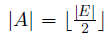 |A| = ⌊|E|/2⌋